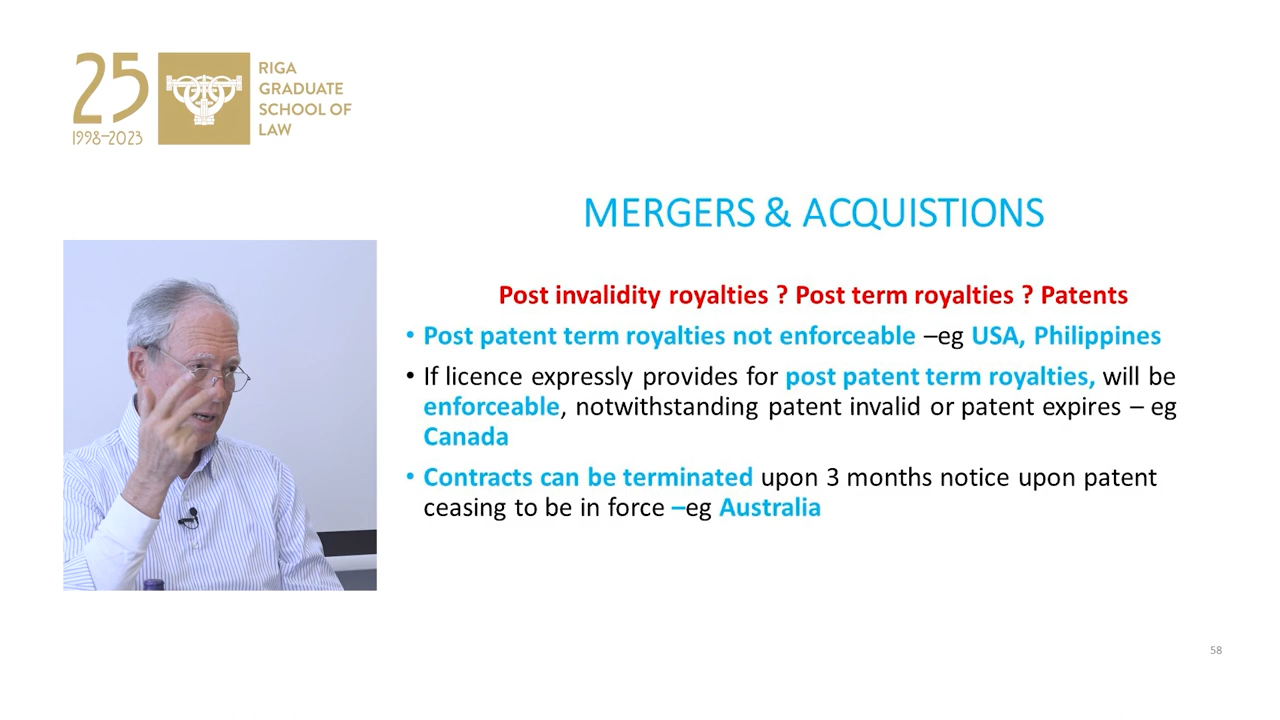 25
1998–2023
RIGA
GRADUATE
SCHOOL OF
LAW
MERGERS & ACQUISTIONS
Post invalidity royalties ? Post term royalties ? Patents
• Post patent term royalties not enforceable –eg USA, Philippines
• If licence expressly provides for post patent term royalties, will be
enforceable, notwithstanding patent invalid or patent expires – eg
Canada
• Contracts can be terminated upon 3 months notice upon patent
ceasing to be in force –eg Australia
58